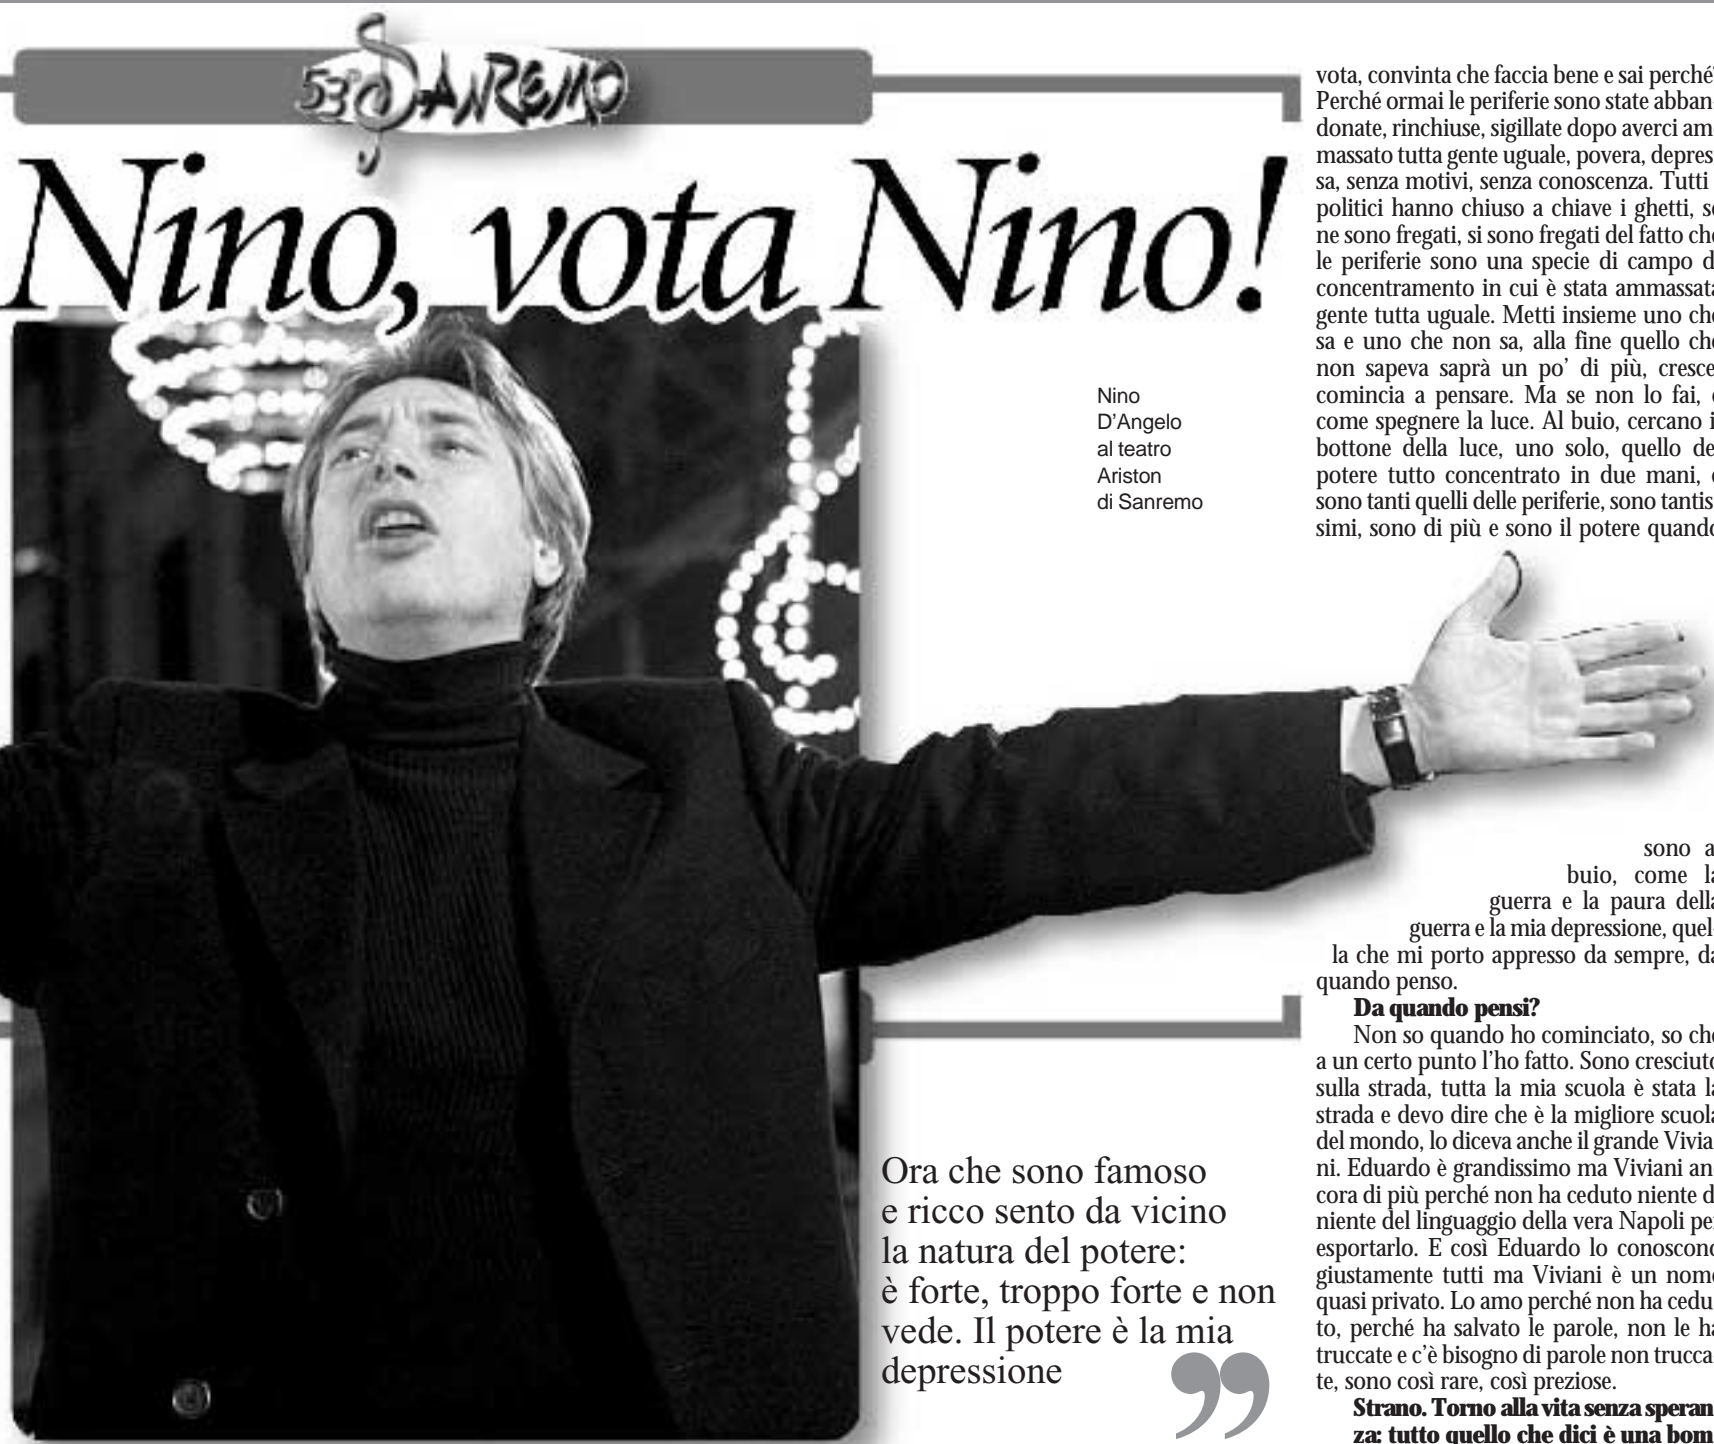 53º SANREMO
Nino, vota Nino!
Nino
D'Angelo
al teatro
Ariston
di Sanremo
Ora che sono famoso
e ricco sento da vicino
la natura del potere:
è forte, troppo forte e non
vede. Il potere è la mia
depressione
”
vota, convinta che faccia bene e sai perché?
Perché ormai le periferie sono state abban-
donate, rinchiuse, sigillate dopo averci am-
massato tutta gente uguale, povera, depres-
sa, senza motivi, senza conoscenza. Tutti
politici hanno chiuso a chiave i ghetti, se
ne sono fregati, si sono fregati del fatto che
le periferie sono una specie di campo d
concentramento in cui è stata ammassata
gente tutta uguale. Metti insieme uno che
sa e uno che non sa, alla fine quello che
non sapeva saprà un po' di più, cresce,
comincia a pensare. Ma se non lo fai, è
come spegnere la luce. Al buio, cercano i
bottone della luce, uno solo, quello de
potere tutto concentrato in due mani, e
sono tanti quelli delle periferie, sono tantis-
simi, sono di più e sono il potere quando
sono a
buio, come la
guerra e la paura della
guerra e la mia depressione, quel-
la che mi porto appresso da sempre, da
quando penso.
Da quando pensi?
Non so quando ho cominciato, so che
a un certo punto l'ho fatto. Sono cresciuto
sulla strada, tutta la mia scuola è stata la
strada e devo dire che è la migliore scuola
del mondo, lo diceva anche il grande Vivia-
ni. Eduardo è grandissimo ma Viviani an-
cora di più perché non ha ceduto niente d
niente del linguaggio della vera Napoli per
esportarlo. E così Eduardo lo conoscono
giustamente tutti ma Viviani è un nome
quasi privato. Lo amo perché non ha cedu-
to, perché ha salvato le parole, non le ha
truccate e c'è bisogno di parole non trucca-
te, sono così rare, così preziose.
Strano. Torno alla vita senza speran-
za: tutto quello che dici è una bom-